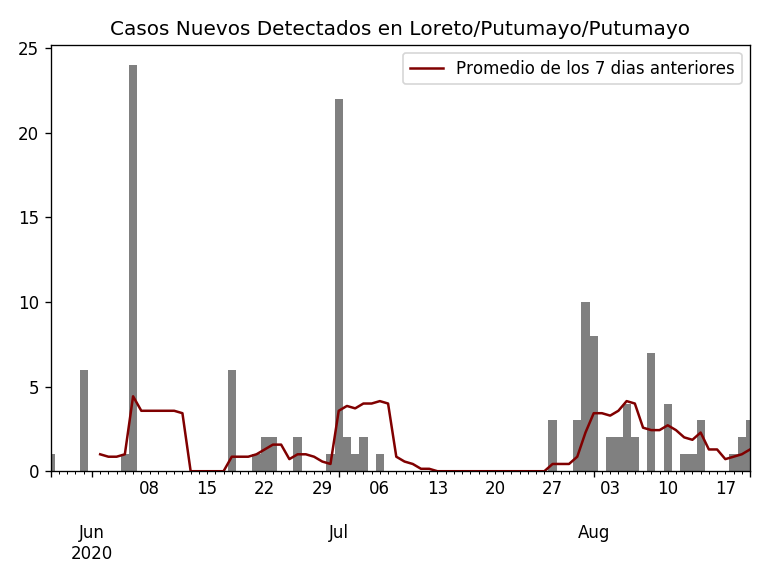 Casos Nuevos Detectados en Loreto/Putumayo/Putumayo
Promedio de los 7 dias anteriores
25
20
15
10
5
0
08 15 22 29 06 13 20 27 03 10 17
Jun Jul Aug
2020